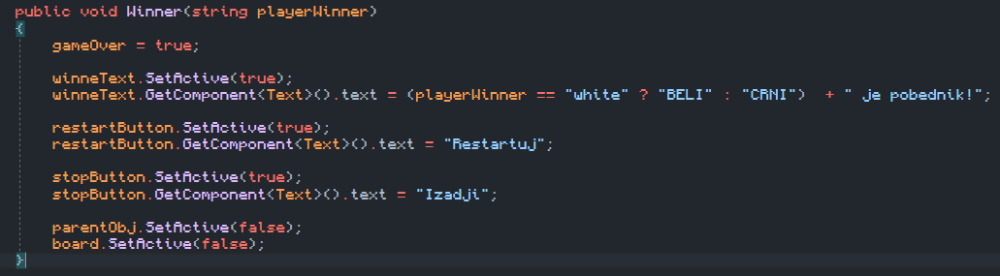 public void Winner(string playerWinner)
{
gameOver = true;
winneText.SetActive(true);
winneText.GetComponent<Text>().text = (playerWinner == "white" ? "BELI" : "CRNI")  + " je pobednik!";
restartButton.SetActive(true);
restartButton.GetComponent<Text>().text = "Restartuj";
stopButton.SetActive(true);
stopButton.GetComponent<Text>().text = "Izadji";
parentObj.SetActive(false);
board.SetActive(false);
}